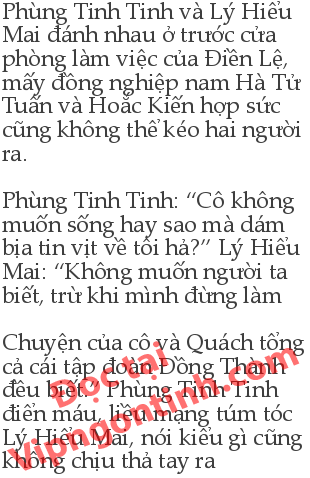 Phùng Tinh Tinh và Lý Hiểu
Mai đánh nhau ở trước cửa
phòng làm việc của Điền Lệ,
mấy đồng nghiệp nam Hà Tử
Tuấn và Hoắc Kiến hợp sức
cũng không thể kéo hai người
ra.
Phùng Tinh Tinh: “Cô không
muốn sống hay sao mà dám
bịa tin vịt về tôi hả?” Lý Hiểu
Mai: “Không muốn người ta
biết, trừ khi mình đừng làm
Chuyện của cô và Quách tổng
cả cái tập đoàn Đồng Thành
đều biết.” Phùng Tinh Tinh
điên máu, liều mạng túm tóc
Lý Hiểu Mai, nói kiểu gì cũng
không chịu thả tay ra
Đọc tại
Vipngontinh.com